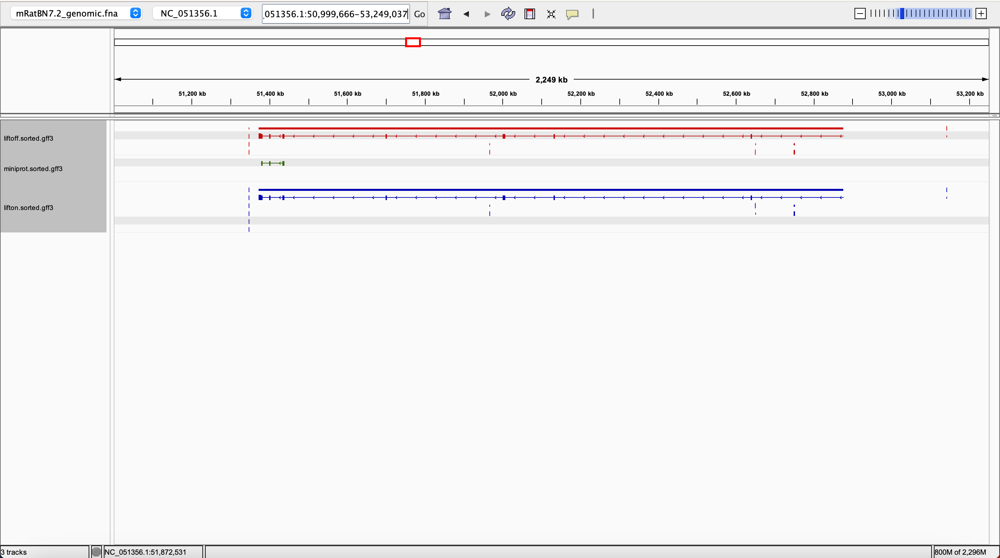 mRatBN7.2_genomic.fna NC_051356.1 .051356.1:50,999,666-53,249,037 Go
2,249 kb
51,200 kb 51,400 kb 51,600 kb 51,800 kb 52,000 kb 52,200 kb 52,400 kb 52,600 kb 52,800 kb 53,000 kb 53,200 kb
liftoff.sorted.gff3
miniprot.sorted.gff3
lifton.sorted.gff3
3 tracks NC_051356.1:51,872,531 800M of 2,296M